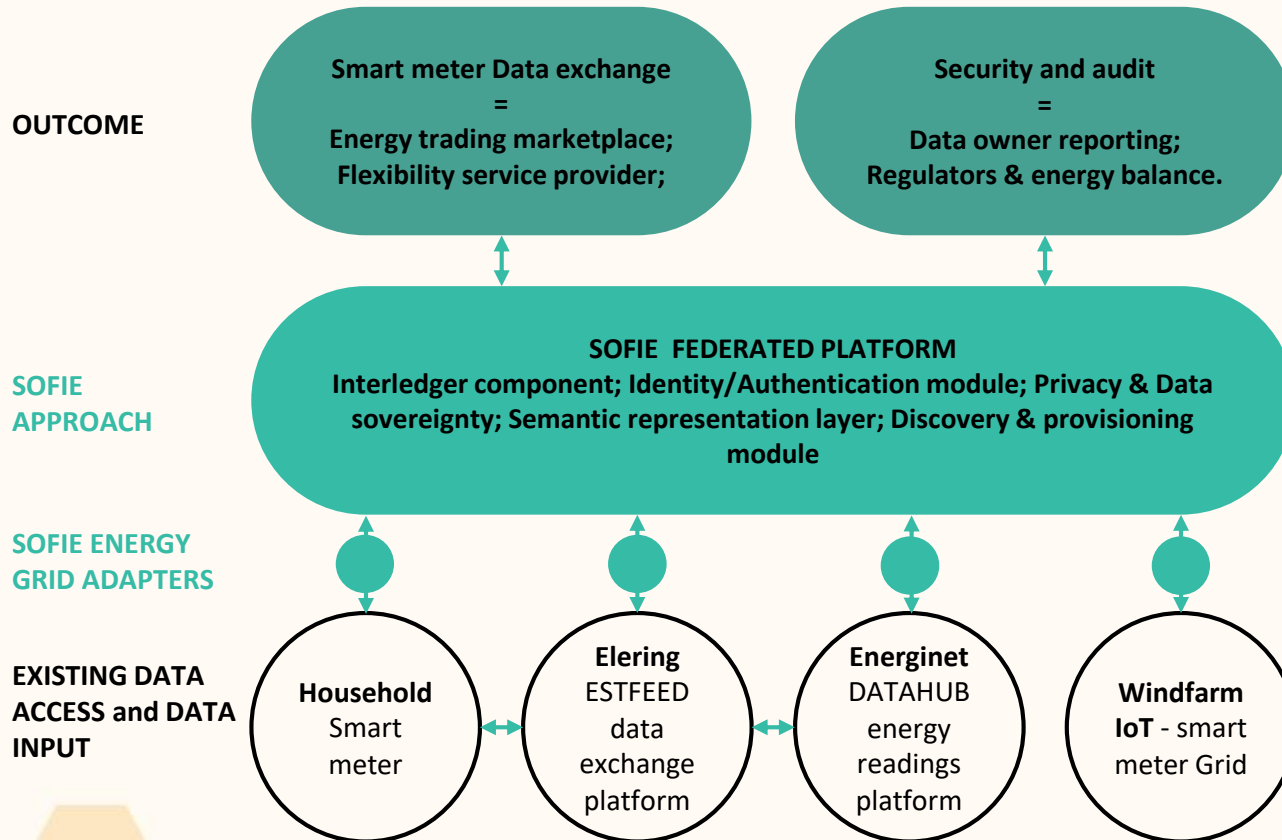 OUTCOME
Smart meter Data exchange
=
Energy trading marketplace;
Flexibility service provider;
Security and audit
=
Data owner reporting;
Regulators & energy balance.
SOFIE
APPROACH
SOFIE FEDERATED PLATFORM
Interledger component; Identity/Authentication module; Privacy & Data
sovereignty; Semantic representation layer; Discovery & provisioning
module
SOFIE ENERGY
GRID ADAPTERS
EXISTING DATA
ACCESS and DATA
INPUT
Household
Smart
meter
Elering
ESTFEED
data
exchange
platform
Energinet
DATAHUB
energy
readings
platform
Windfarm
IoT - smart
meter Grid